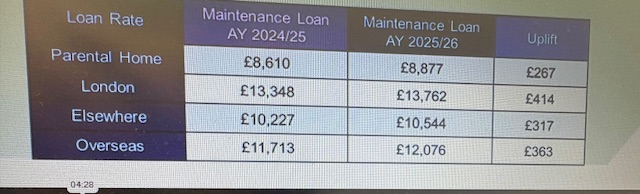 Loan Rate Maintenance Loan AY 2024/25 Maintenance Loan AY 2025/26 Uplift
Parental Home £8,610 £8,877 £267
London £13,348 £13,762 £414
Elsewhere £10,227 £10,544 £317
Overseas £11,713 £12,076 £363
04:28